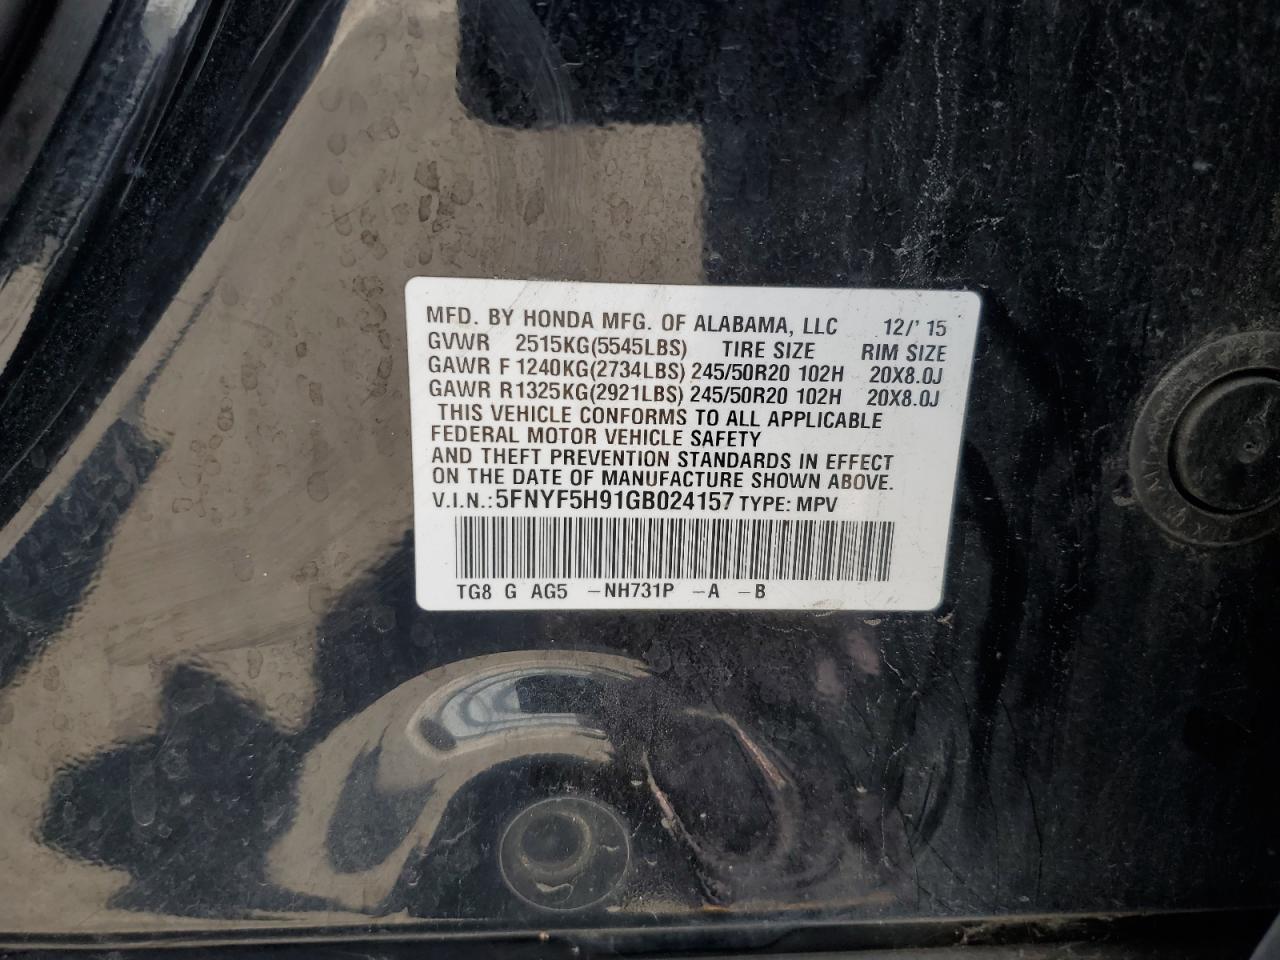 MFD. BY HONDA MFG. OF ALABAMA, LLC 12/'15
GVWR 2515KG(5545LBS) TIRE SIZE RIM SIZE
GAWR F 1240KG(2734LBS) 245/50R20 102H 20X8.0J
GAWR R1325KG(2921LBS) 245/50R20 102H 20X8.0J
THIS VEHICLE CONFORMS TO ALL APPLICABLE
FEDERAL MOTOR VEHICLE SAFETY
AND THEFT PREVENTION STANDARDS IN EFFECT
ON THE DATE OF MANUFACTURE SHOWN ABOVE.
V.I.N.:5FNYF5H91GB024157 TYPE: MPV
TG8 G AG5 -NH731P -A -B